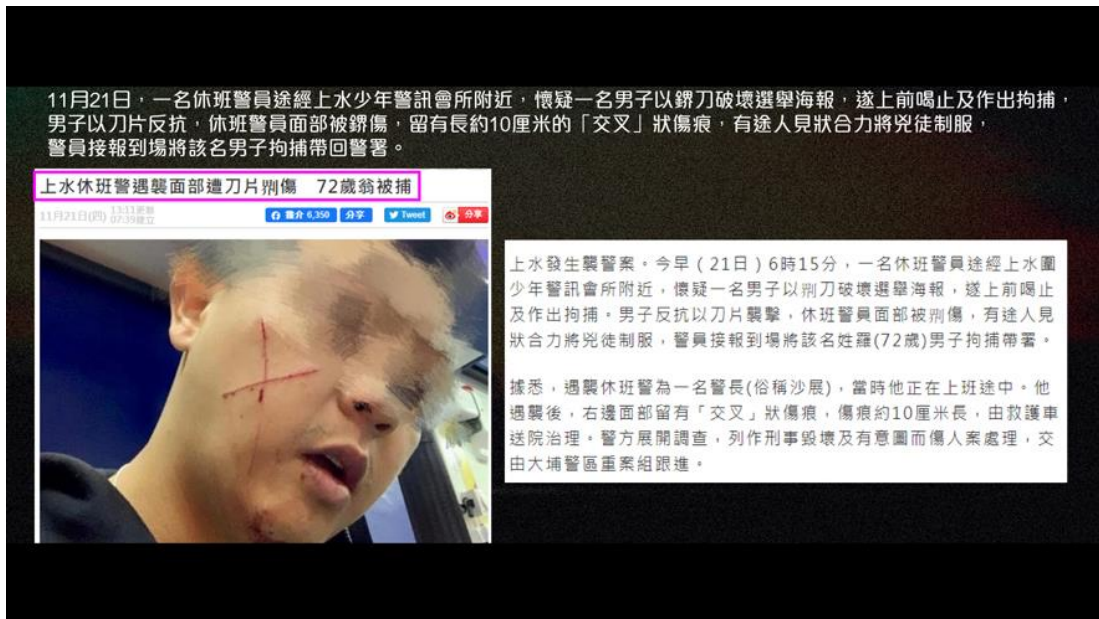 11月21日，一名休班警員途經上水少年警訊會所附近，懷疑一名男子以鎅刀破壞選舉海報，遂上前喝止及作出拘捕，
男子以刀片反抗，休班警員面部被鎅傷，留有長約10厘米的「交叉」狀傷痕，有途人見狀合力將兇徒制服，
警員接報到場將該名男子拘捕帶回警署。
上水休班警遇襲面部遭刀片𠝹傷 72歲翁被捕
11月21日(四) 13:11更新
07:39建立
推介 6,350 分享 Tweet 分享
上水發生襲警案。今早（21日）6時15分，一名休班警員途經上水圍
少年警訊會所附近，懷疑一名男子以𠝹刀破壞選舉海報，遂上前喝止
及作出拘捕。男子反抗以刀片襲擊，休班警員面部被𠝹傷，有途人見
狀合力將兇徒制服，警員接報到場將該名姓羅(72歲)男子拘捕帶署。
據悉，遇襲休班警為一名警長(俗稱沙展)，當時他正在上班途中。他
遇襲後，右邊面部留有「交叉」狀傷痕，傷痕約10厘米長，由救護車
送院治理。警方展開調查，列作刑事毀壞及有意圖而傷人案處理，交
由大埔警區重案組跟進。